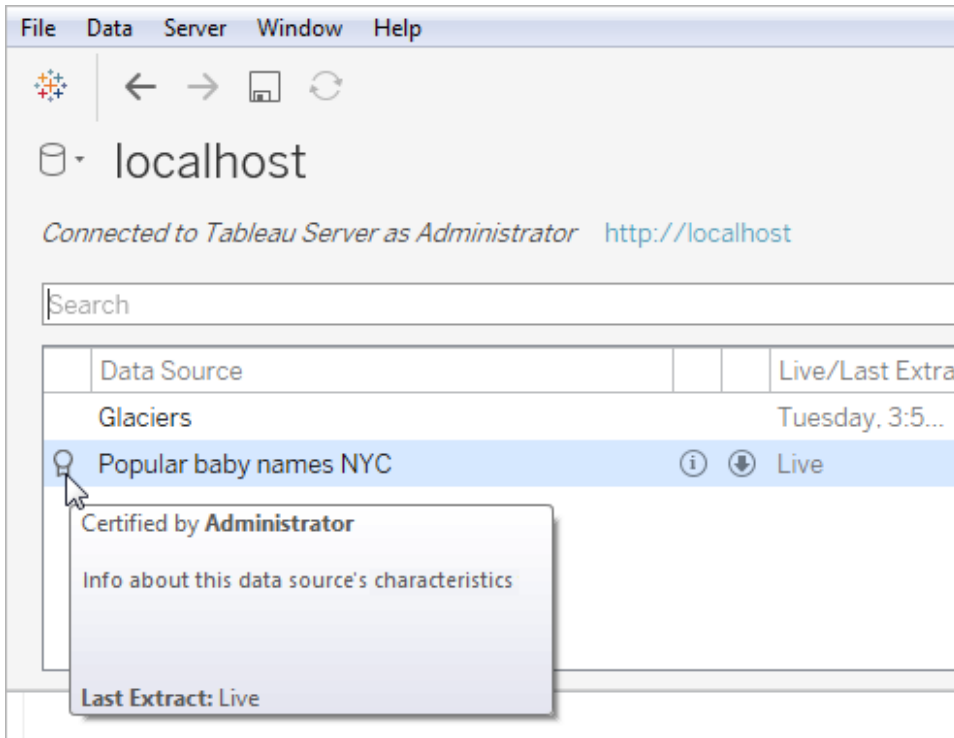 File Data Server Window Help
localhost
Connected to Tableau Server as Administrator http://localhost
Search
Data Source Live/Last Extra
Glaciers Tuesday, 3:5...
Popular baby names NYC Live
Certified by Administrator
Info about this data source's characteristics
Last Extract: Live